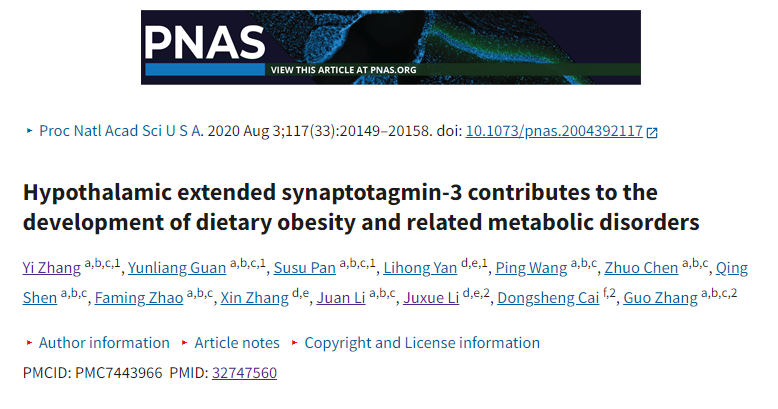 PNAS
VIEW THIS ARTICLE AT PNAS.ORG
‣ Proc Natl Acad Sci U S A. 2020 Aug 3;117(33):20149–20158. doi: 10.1073/pnas.2004392117
Hypothalamic extended synaptotagmin-3 contributes to the
development of dietary obesity and related metabolic disorders
Yi Zhang a,b,c,1, Yunliang Guan a,b,c,1, Susu Pan a,b,c,1, Lihong Yan d,e,1, Ping Wang a,b,c, Zhuo Chen a,b,c, Qing
Shen a,b,c, Faming Zhao a,b,c, Xin Zhang d,e, Juan Li a,b,c, Juxue Li d,e,2, Dongsheng Cai f,2, Guo Zhang a,b,c,2
‣ Author information ‣ Article notes ‣ Copyright and License information
PMCID: PMC7443966 PMID: 32747560